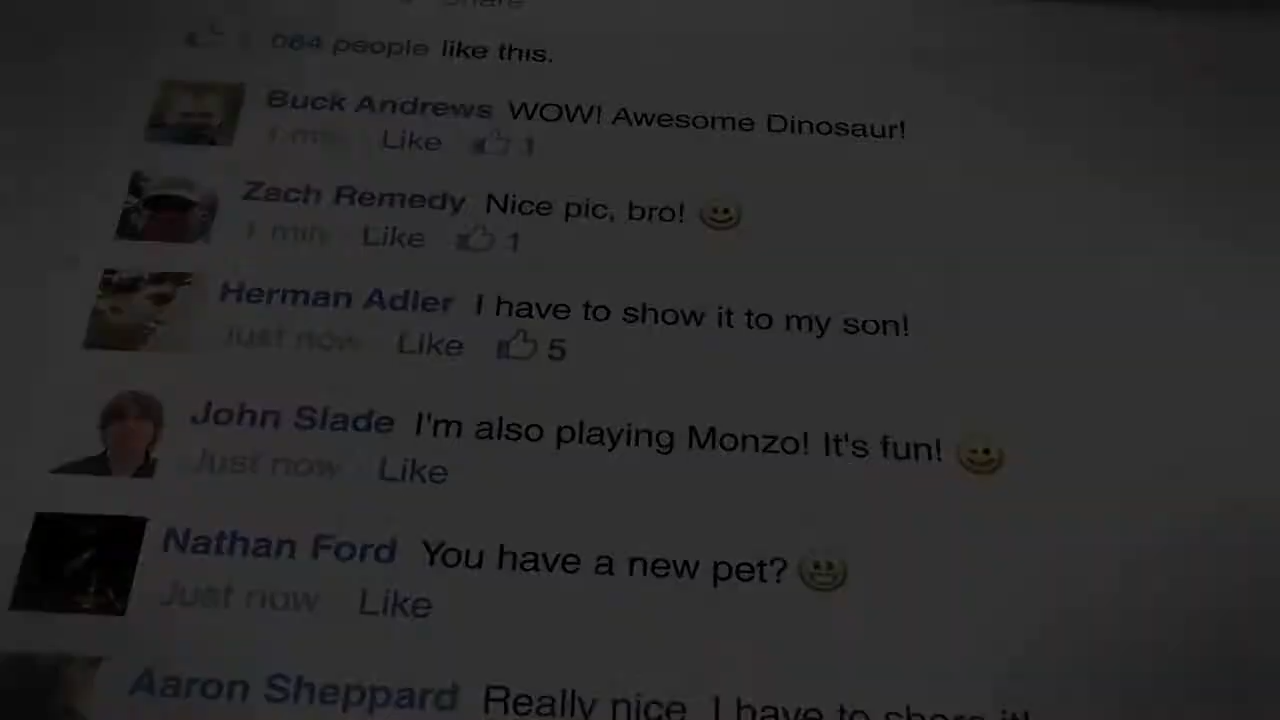 Share
064 people like this.
Buck Andrews WOW! Awesome Dinosaur!
1 min Like 1
Zach Remedy Nice pic, bro!
1 min Like 1
Herman Adler I have to show it to my son!
Just now Like 5
John Slade I'm also playing Monzo! It's fun!
Just now Like
Nathan Ford You have a new pet?
Just now Like
Aaron Sheppard Really nice. I have to share it!